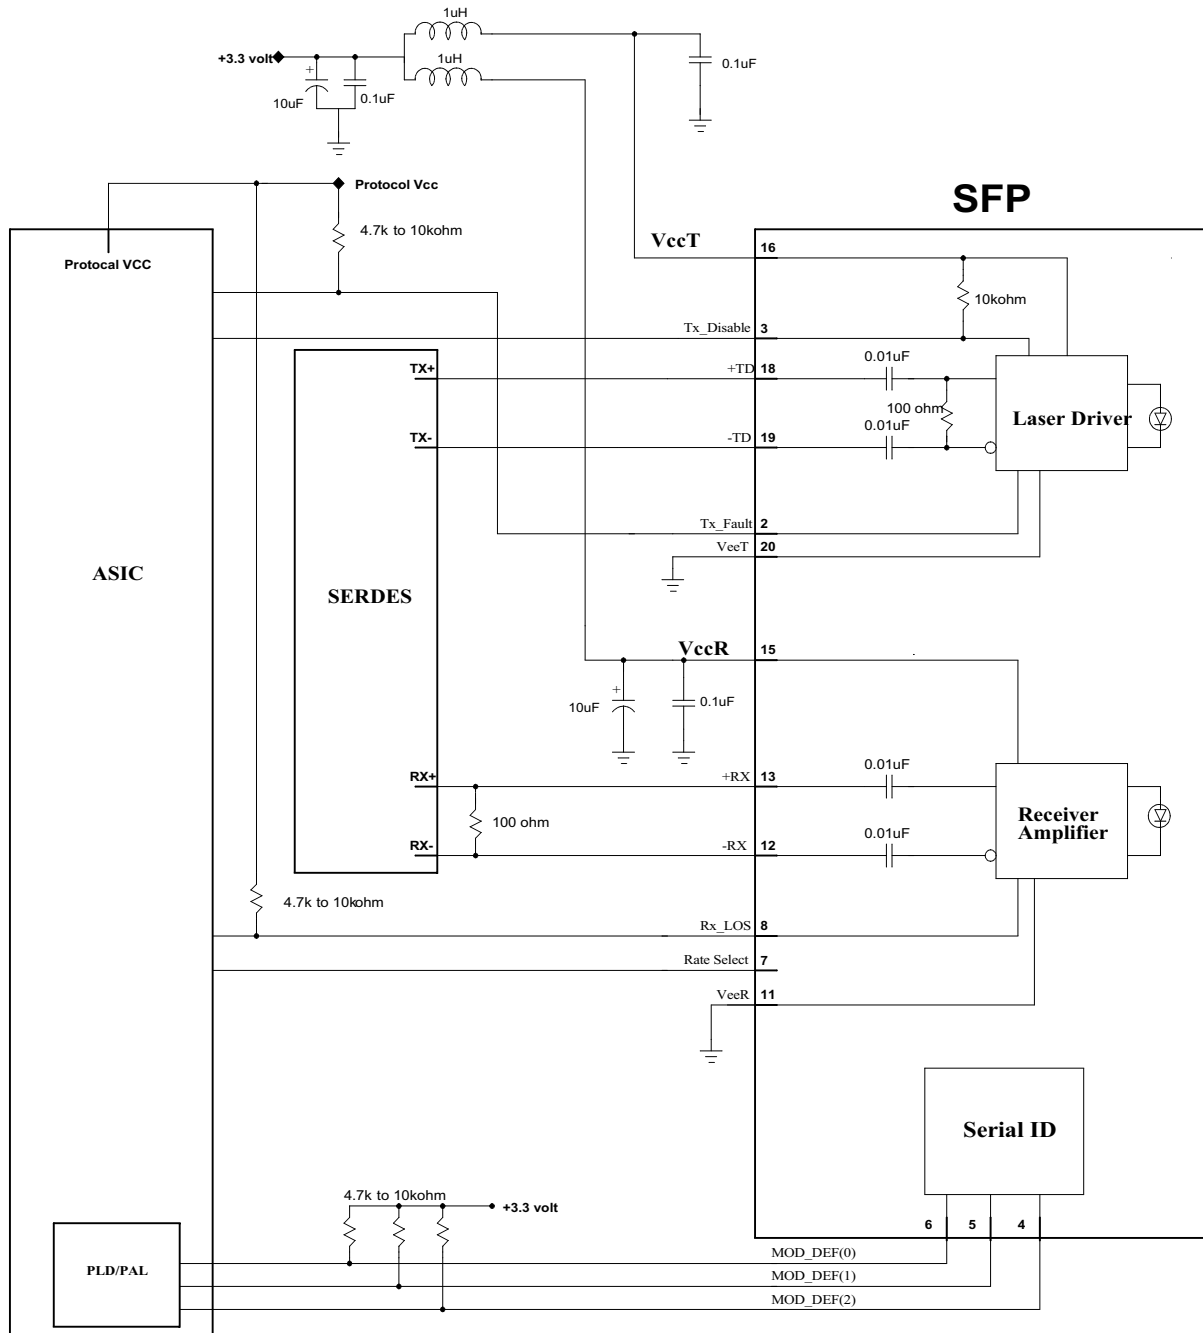 1uH
+3.3 volt
1uH
0.1uF
+
10uF
0.1uF
Protocol Vcc
SFP
4.7k to 10kohm
VccT
16
Protocal VCC
10kohm
Tx_Disable
3
0.01uF
TX+
+TD
18
100 ohm
0.01uF
Laser Driver
TX-
-TD
19
Tx_Fault
2
VeeT
20
ASIC
SERDES
VccR
15
+
10uF
0.1uF
0.01uF
RX+
+RX
13
100 ohm
Receiver
Amplifier
0.01uF
RX-
-RX
12
4.7k to 10kohm
Rx_LOS
8
Rate Select
7
VeeR
11
Serial ID
4.7k to 10kohm
+3.3 volt
6
5
4
PLD/PAL
MOD_DEF(0)
MOD_DEF(1)
MOD_DEF(2)